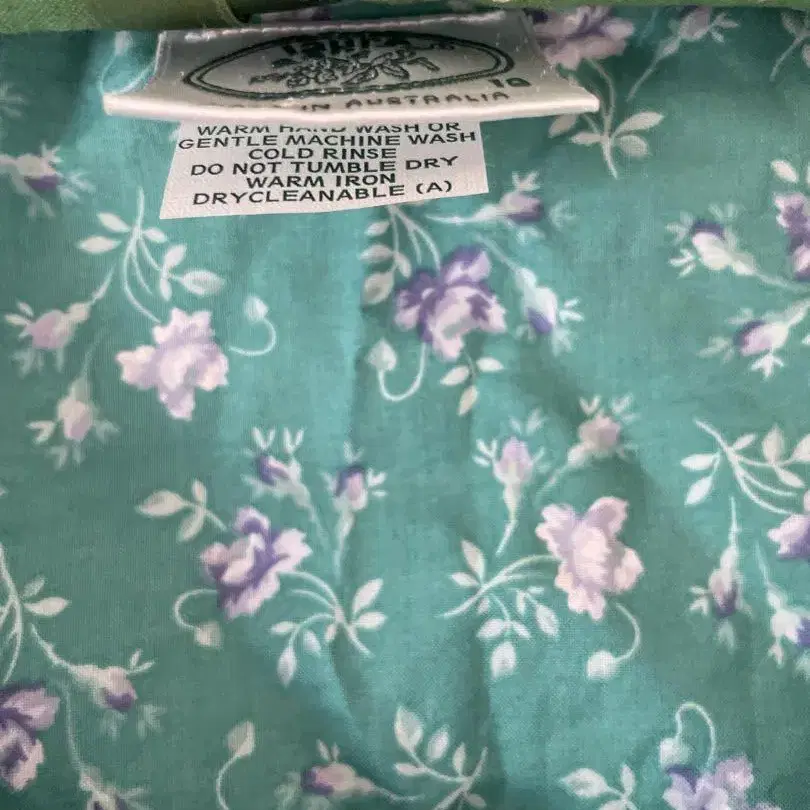 10
MADE IN AUSTRALIA
WARM HAND WASH OR
GENTLE MACHINE WASH
COLD RINSE
DO NOT TUMBLE DRY
WARM IRON
DRYCLEANABLE (A)